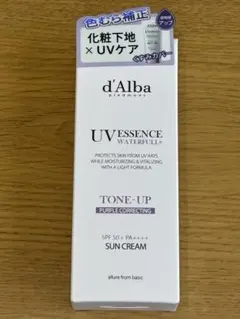 色むら補正
化粧下地
×UVケア
d'Alba
piedmont
UV ESSENCE
WATERFULL+
PROTECTS SKIN FROM UV RAYS
WHILE MOISTURIZING & VITALIZING
WITH A LIGHT FORMULA
TONE-UP
PURPLE CORRECTING
SPF 50+ PA++++
SUN CREAM
allure from basic